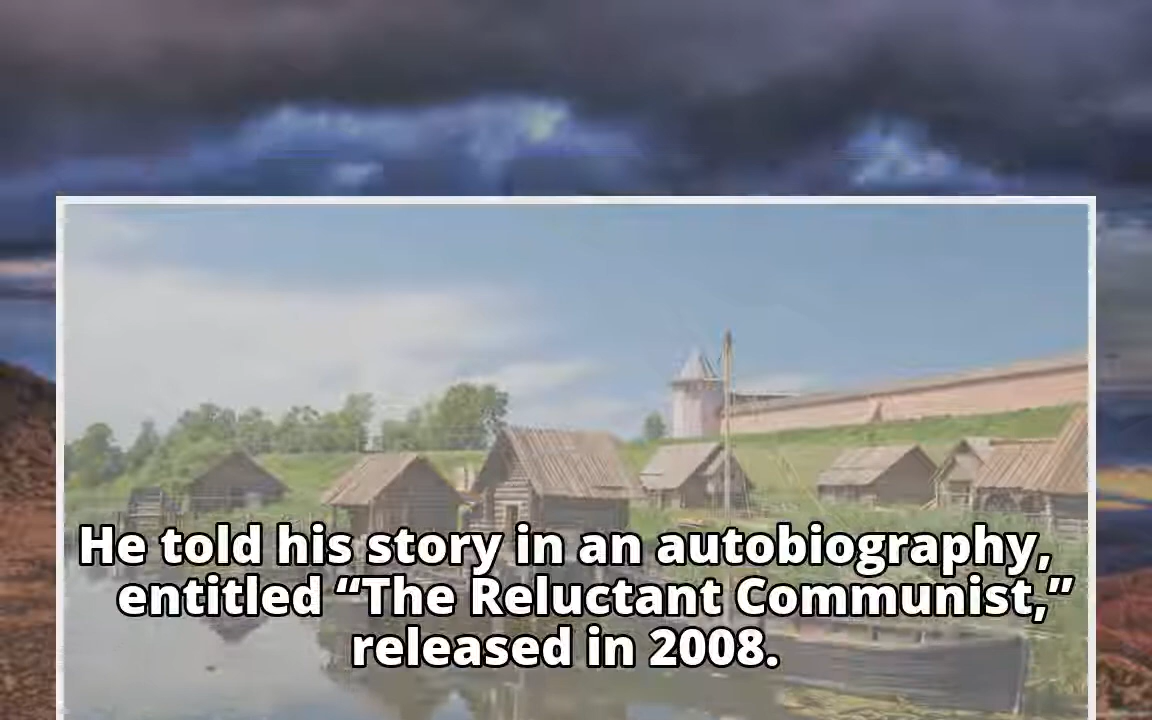 He told his story in an autobiography,
entitled “The Reluctant Communist,”
released in 2008.